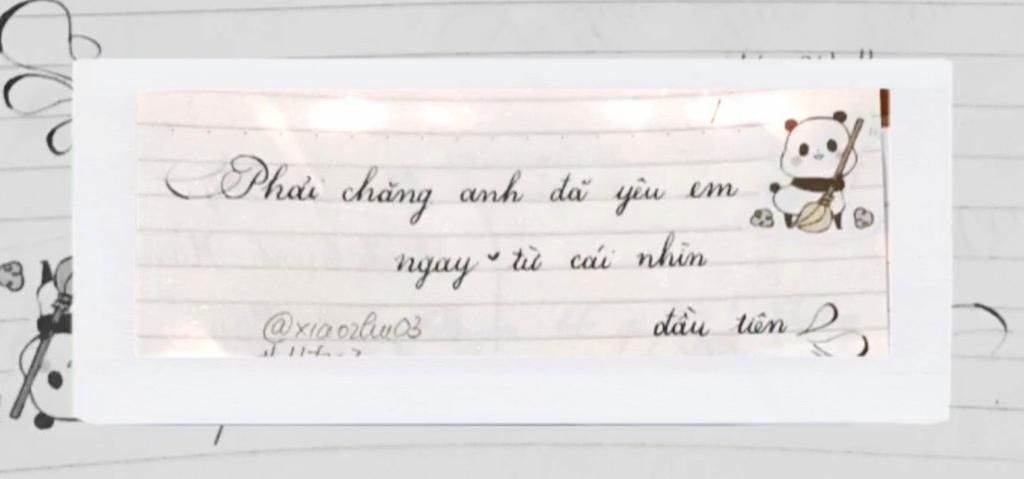 Phải chăng anh đã yêu em
ngay từ cái nhìn
đầu tiên